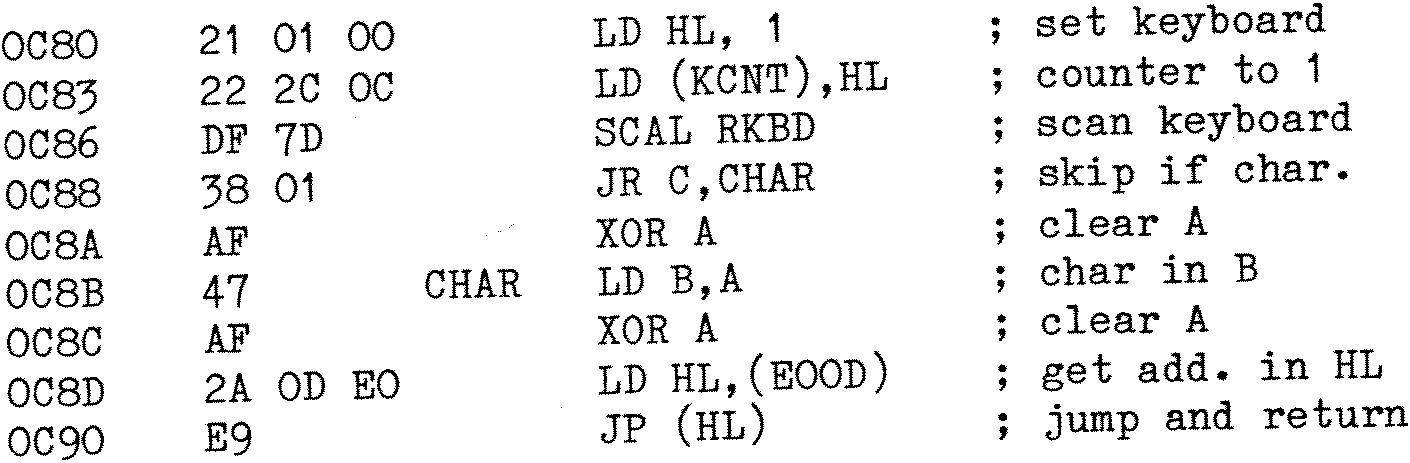 0C80 21 01 00 LD HL, 1 ; set keyboard
0C83 22 2C 0C LD (KCNT),HL ; counter to 1
0C86 DF 7D SCAL RKBD ; scan keyboard
0C88 38 01 JR C,CHAR ; skip if char.
0C8A AF XOR A ; clear A
0C8B 47 CHAR LD B,A ; char in B
0C8C AF XOR A ; clear A
0C8D 2A 0D E0 LD HL,(E00D) ; get add. in HL
0C90 E9 JP (HL) ; jump and return